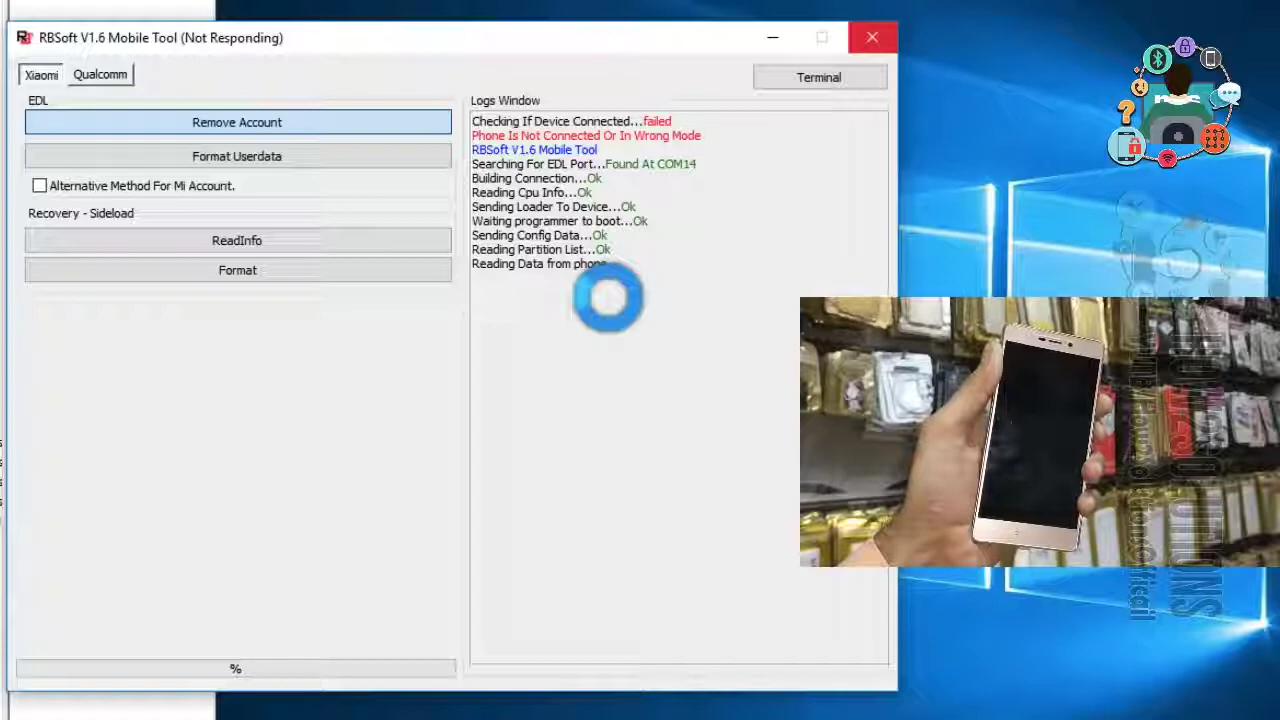 RBSoft V1.6 Mobile Tool (Not Responding)
Xiaomi
Qualcomm
Terminal
EDL
Remove Account
Format Userdata
Alternative Method For Mi Account.
Recovery - Sideload
ReadInfo
Format
%
Logs Window
Checking If Device Connected...failed
Phone Is Not Connected Or In Wrong Mode
RBSoft V1.6 Mobile Tool
Searching For EDL Port...Found At COM14
Building Connection...Ok
Reading Cpu Info...Ok
Sending Loader To Device...Ok
Waiting programmer to boot...Ok
Sending Config Data...Ok
Reading Partition List...Ok
Reading Data from phone